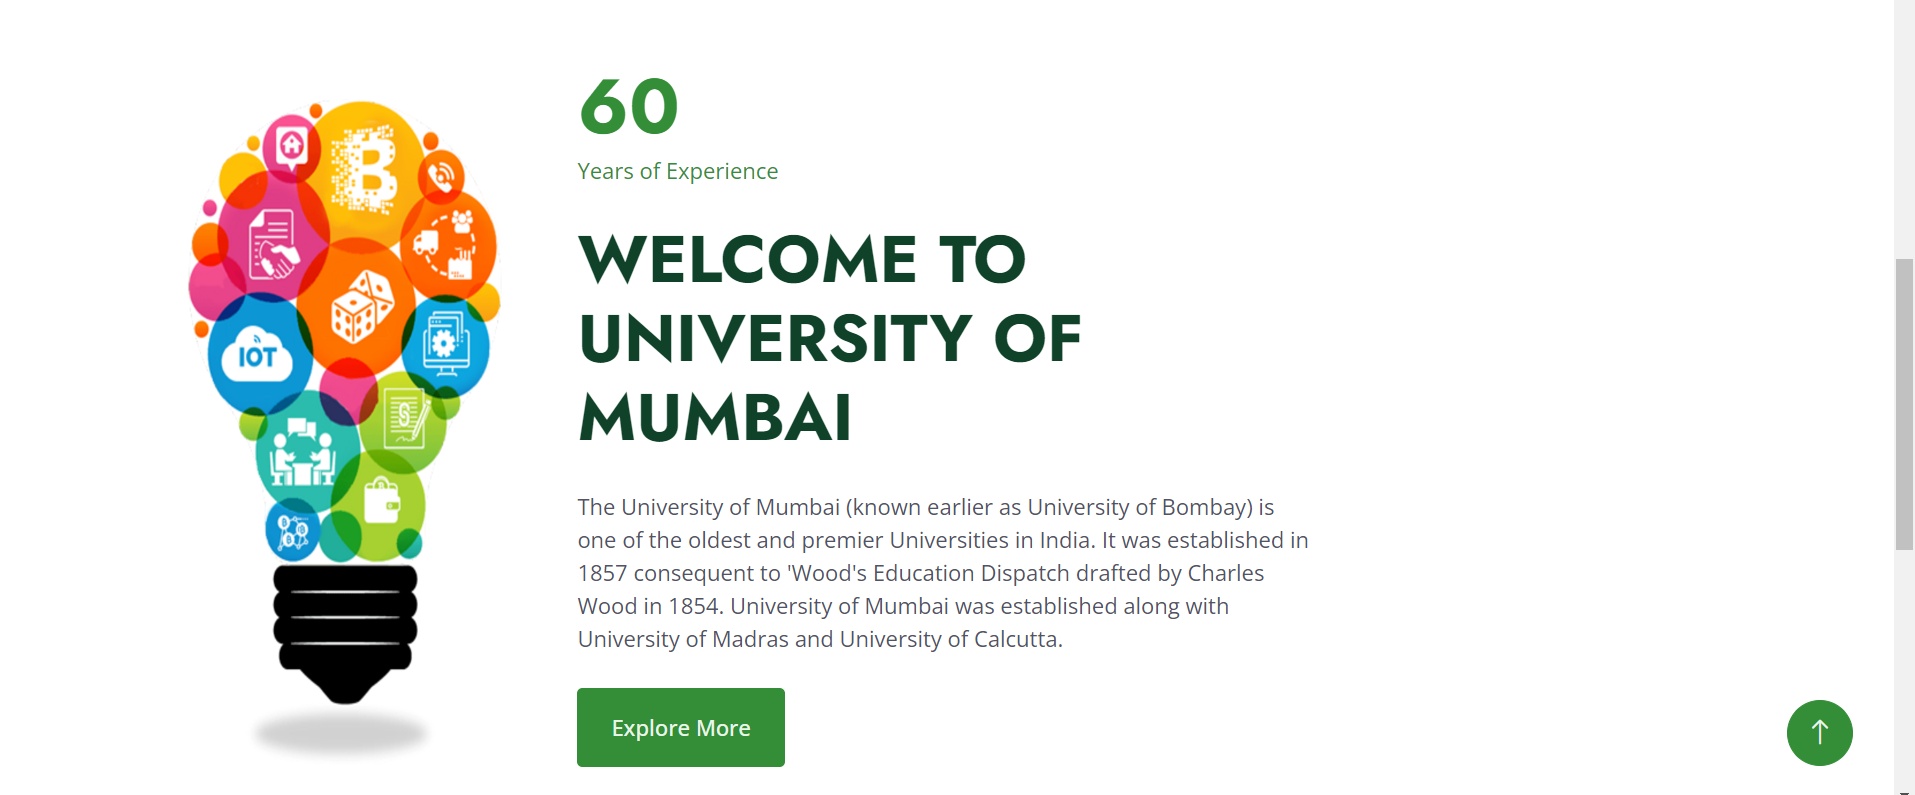 60
Years of Experience
WELCOME TO
UNIVERSITY OF
MUMBAI
The University of Mumbai (known earlier as University of Bombay) is
one of the oldest and premier Universities in India. It was established in
1857 consequent to 'Wood's Education Dispatch drafted by Charles
Wood in 1854. University of Mumbai was established along with
University of Madras and University of Calcutta.
Explore More
IOT